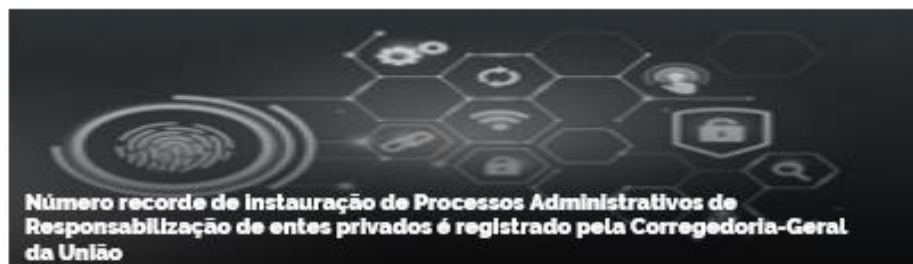 Número recorde de instauração de Processos Administrativos de
Responsabilização de entes privados é registrado pela Corregedoria-Geral
da União